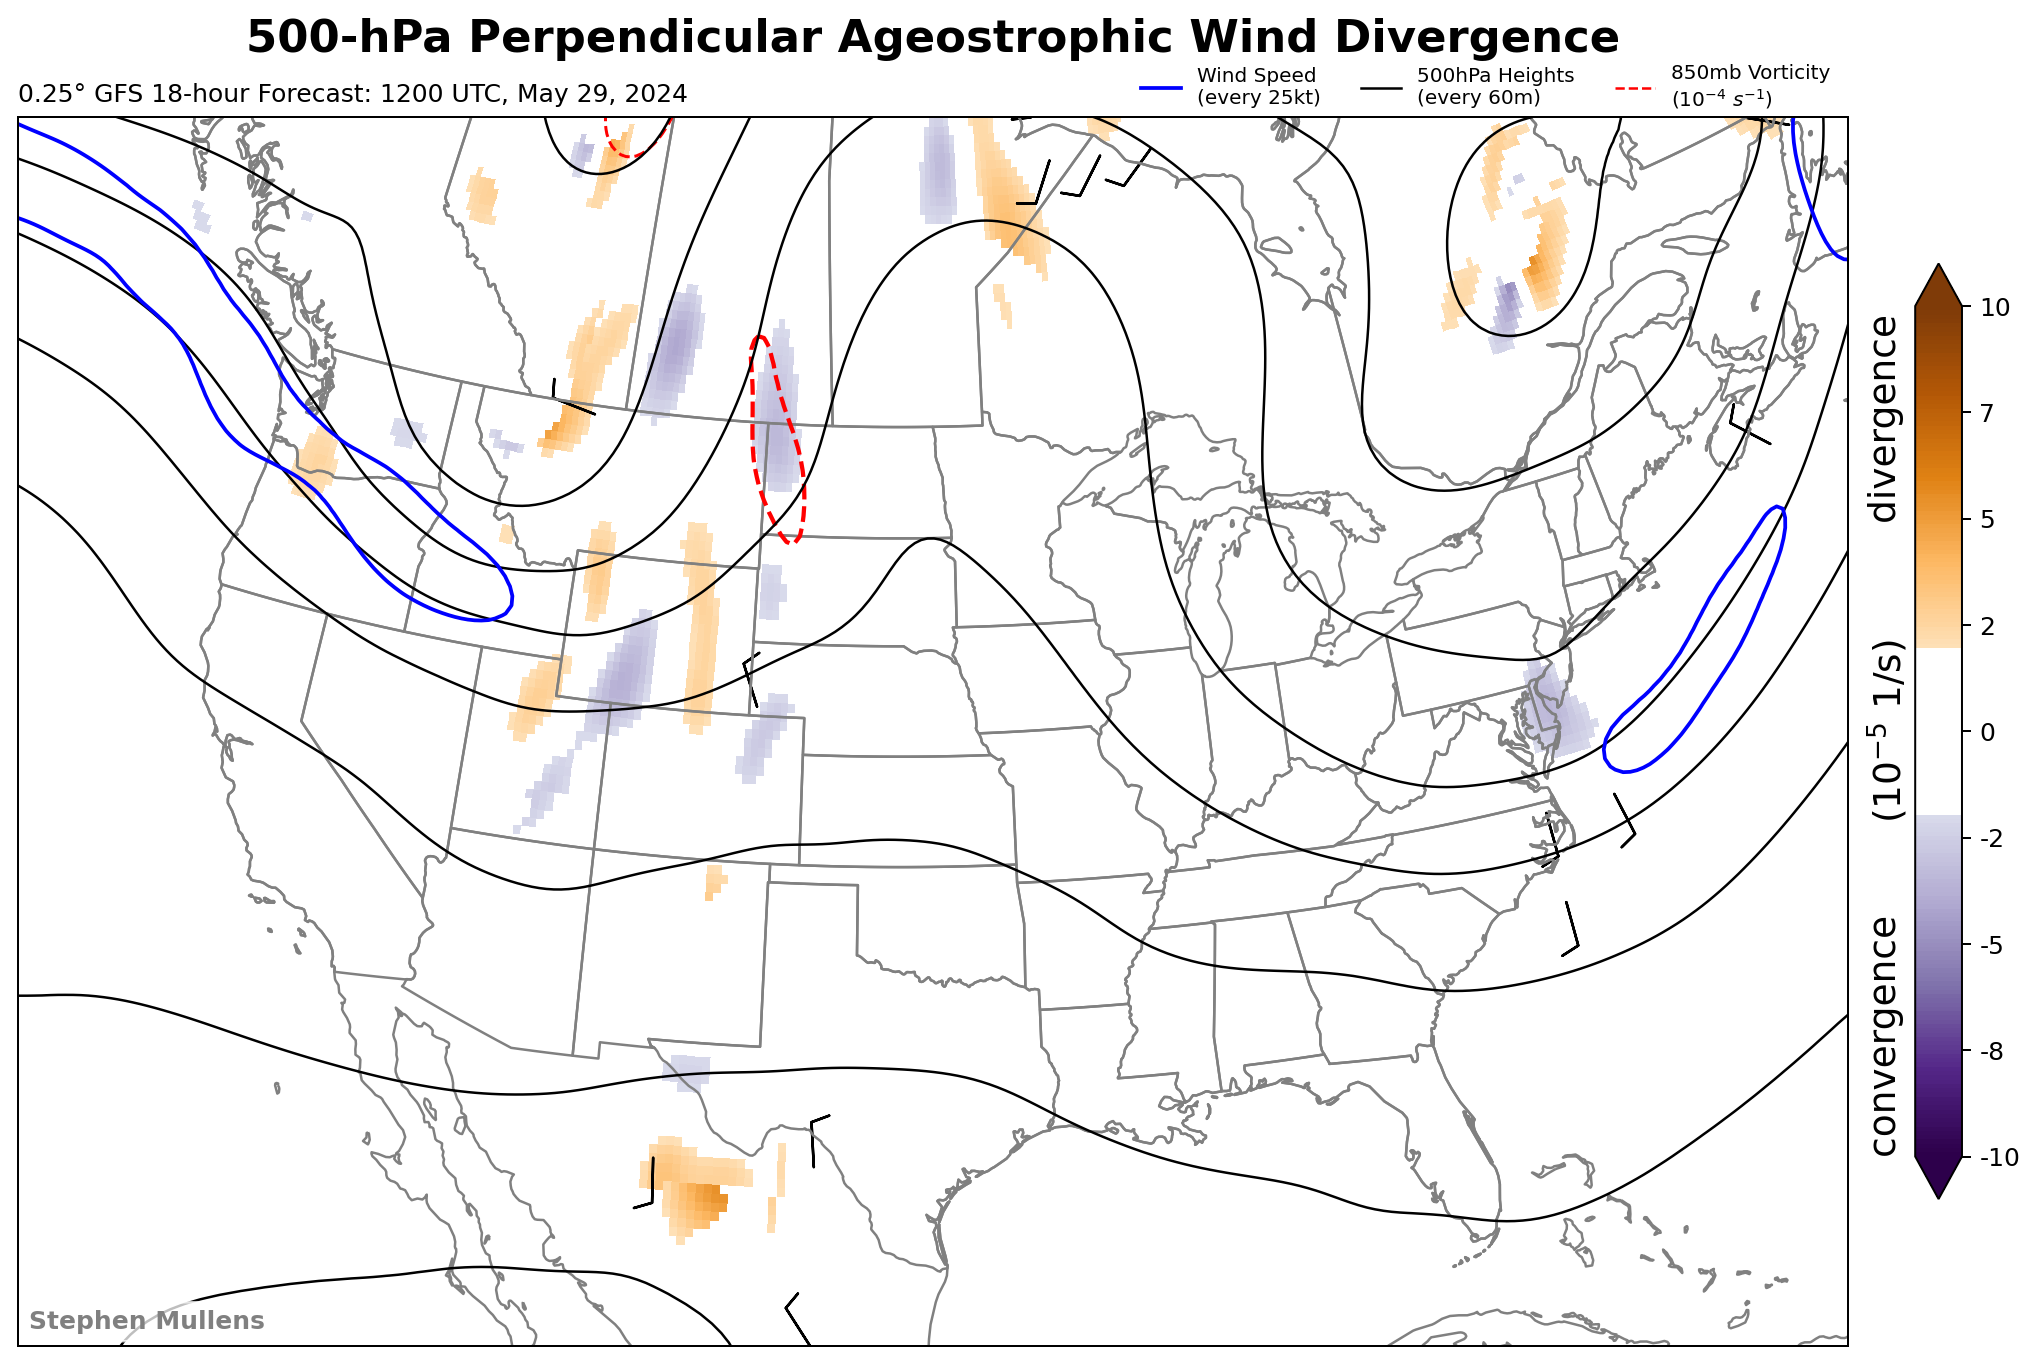 500-hPa Perpendicular Ageostrophic Wind Divergence
0.25° GFS 18-hour Forecast: 1200 UTC, May 29, 2024
Wind Speed
(every 25kt)
500hPa Heights
(every 60m)
850mb Vorticity
(10⁻⁴ s⁻¹)
10
7
5
2
0
-2
-5
-8
-10
convergence (10⁻⁵ 1/s) divergence
Stephen Mullens